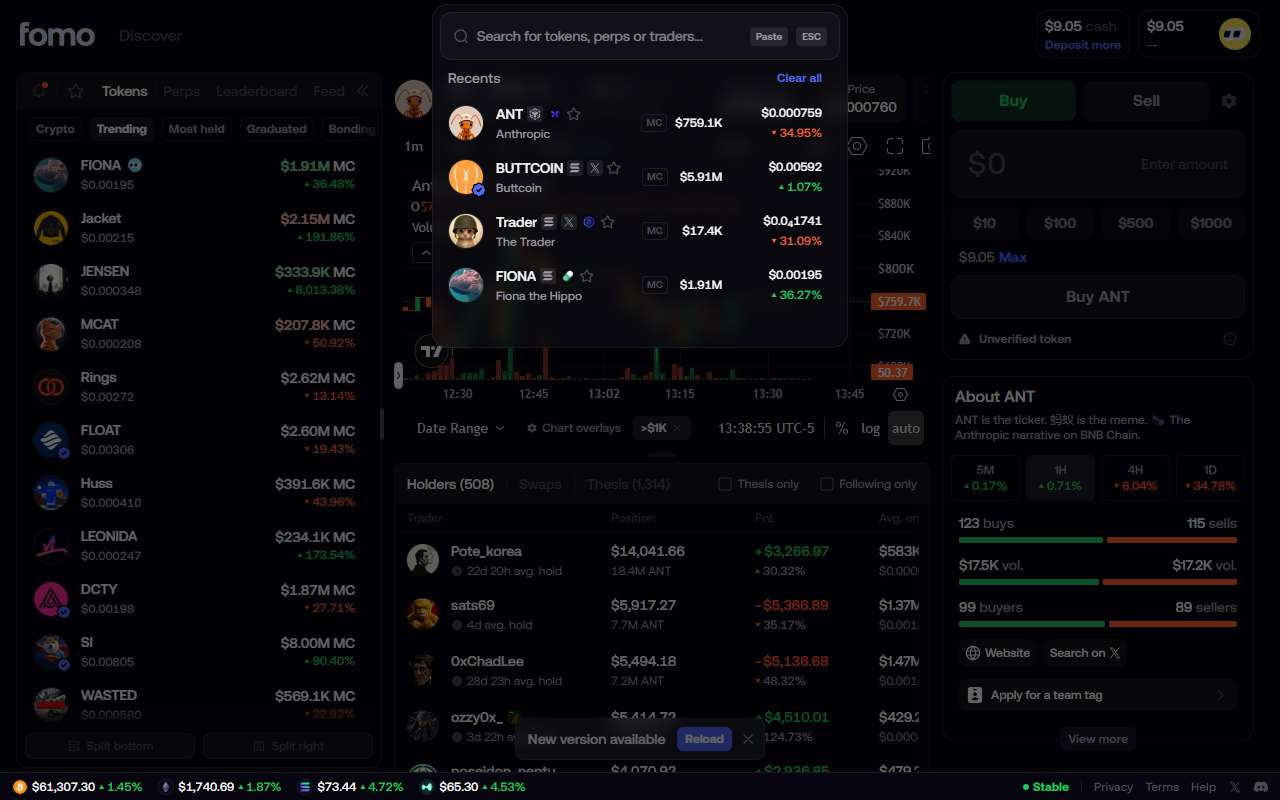 fomo
Discover
Search for tokens, perps or traders...
Paste
ESC
$9.05 cash
Deposit more
$9.05
--
Recents
Clear all
ANT
Anthropic
MC
$759.1K
$0.000759
34.95%
BUTTCOIN
Buttcoin
MC
$5.91M
$0.00592
1.07%
Trader
The Trader
MC
$17.4K
$0.0₄1741
31.09%
FIONA
Fiona the Hippo
MC
$1.91M
$0.00195
36.27%
Tokens
Perps
Leaderboard
Feed
Crypto
Trending
Most held
Graduated
Bonding
FIONA
$1.91M MC
$0.00195
36.48%
Jacket
$2.15M MC
$0.00215
191.86%
JENSEN
$333.9K MC
$0.000348
8,013.38%
MCAT
$207.8K MC
$0.000208
50.92%
Rings
$2.62M MC
$0.00272
13.14%
FLOAT
$2.60M MC
$0.00306
19.43%
Huss
$391.6K MC
$0.000410
43.96%
LEONIDA
$234.1K MC
$0.000247
173.54%
DCTY
$1.87M MC
$0.00198
27.71%
SI
$8.00M MC
$0.00805
90.40%
WASTED
$569.1K MC
$0.000580
22.92%
Split bottom
Split right
Price
1m
$920K
$880K
$840K
$800K
$759.7K
$720K
50.37
12:30
12:45
13:02
13:15
13:30
13:45
Date Range
Chart overlays
>$1K
13:38:55 UTC-5
%
log
auto
Holders (508)
Swaps
Thesis (1,314)
Thesis only
Following only
Trader
Position
PnL
Pote_korea
22d 20h avg. hold
$14,041.66
18.4M ANT
+$3,266.97
30.32%
$583K
sats69
4d avg. hold
$5,917.27
7.7M ANT
-$5,366.89
35.17%
$1.37M
0xChadLee
28d 23h avg. hold
$5,494.18
7.2M ANT
-$5,136.68
48.32%
$1.47M
ozzy0x_
$4,510.01
124.73%
New version available
Reload
Buy
Sell
$0
Enter amount
$10
$100
$500
$1000
$9.05 Max
Buy ANT
Unverified token
About ANT
ANT is the ticker. 蚂蚁 is the meme. The
Anthropic narrative on BNB Chain.
5M
0.17%
1H
0.71%
4H
6.04%
1D
34.78%
123 buys
115 sells
$17.5K vol.
$17.2K vol.
99 buyers
89 sellers
Website
Search on X
Apply for a team tag
View more
$61,307.30
1.45%
$1,740.69
1.87%
$73.44
4.72%
$65.30
4.53%
Stable
Privacy
Terms
Help